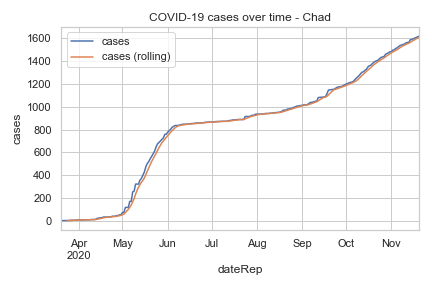 COVID-19 cases over time - Chad
cases
cases (rolling)
cases
1600
1400
1200
1000
800
600
400
200
0
Apr May Jun Jul Aug Sep Oct Nov
2020
dateRep